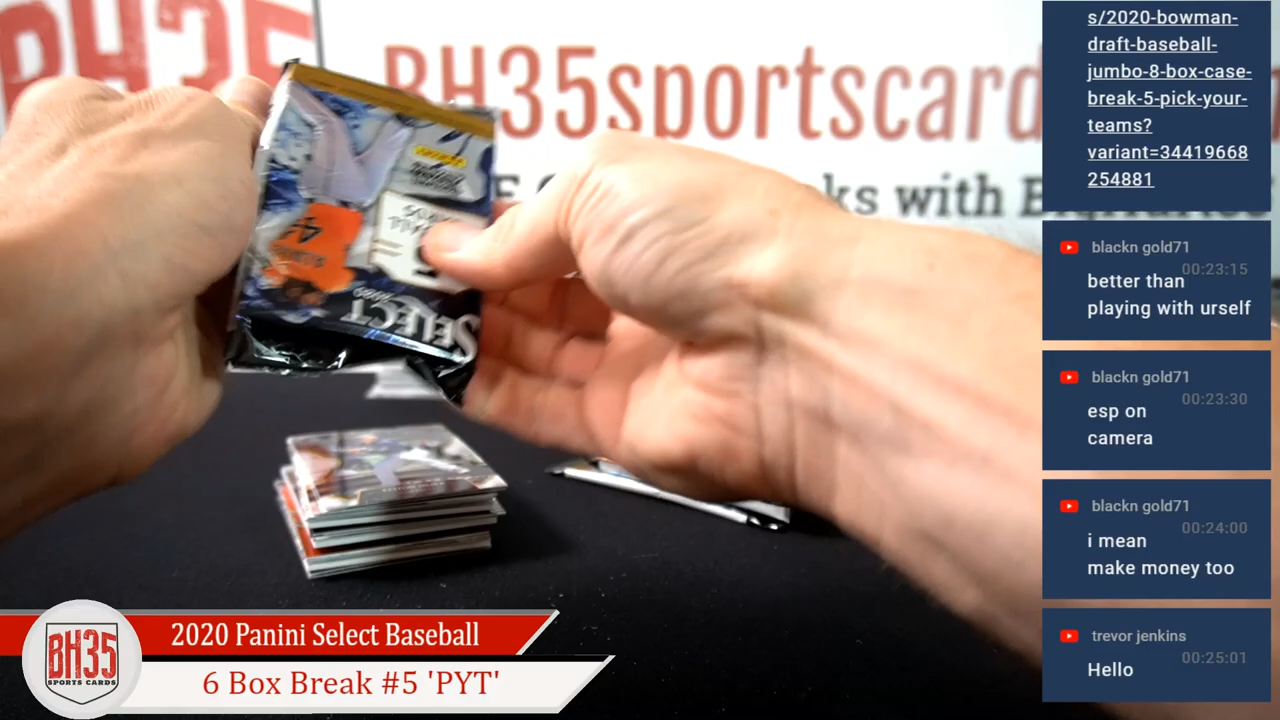 BH35
BH35sportscard
ks with B
SELECT
2020 Panini Select Baseball
6 Box Break #5 'PYT'
BH35
SPORTS CARDS
s/2020-bowman-
draft-baseball-
jumbo-8-box-case-
break-5-pick-your-
teams?
variant=34419668
254881
blackn gold71
00:23:15
better than
playing with urself
blackn gold71
00:23:30
esp on
camera
blackn gold71
00:24:00
i mean
make money too
trevor jenkins
00:25:01
Hello